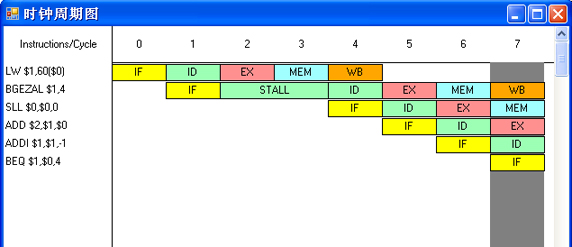 时钟周期图
Instructions/Cycle 0 1 2 3 4 5 6 7
LW $1,60($0) IF ID EX MEM WB
BGEZAL $1,4 IF STALL ID EX MEM WB
SLL $0,$0,0 IF ID EX MEM
ADD $2,$1,$0 IF ID EX
ADDI $1,$1,-1 IF ID
BEQ $1,$0,4 IF